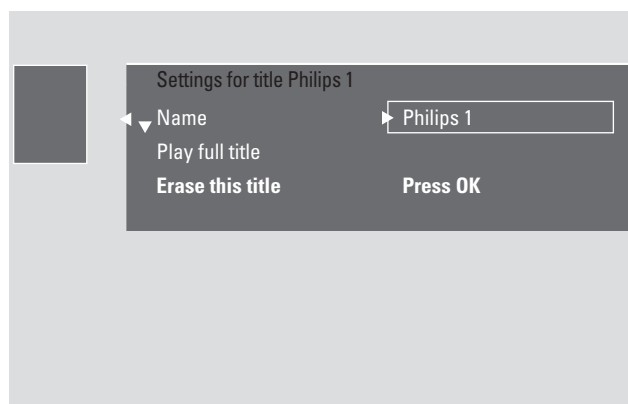 Settings for title Philips 1
Name Philips 1
Play full title
Erase this title Press OK